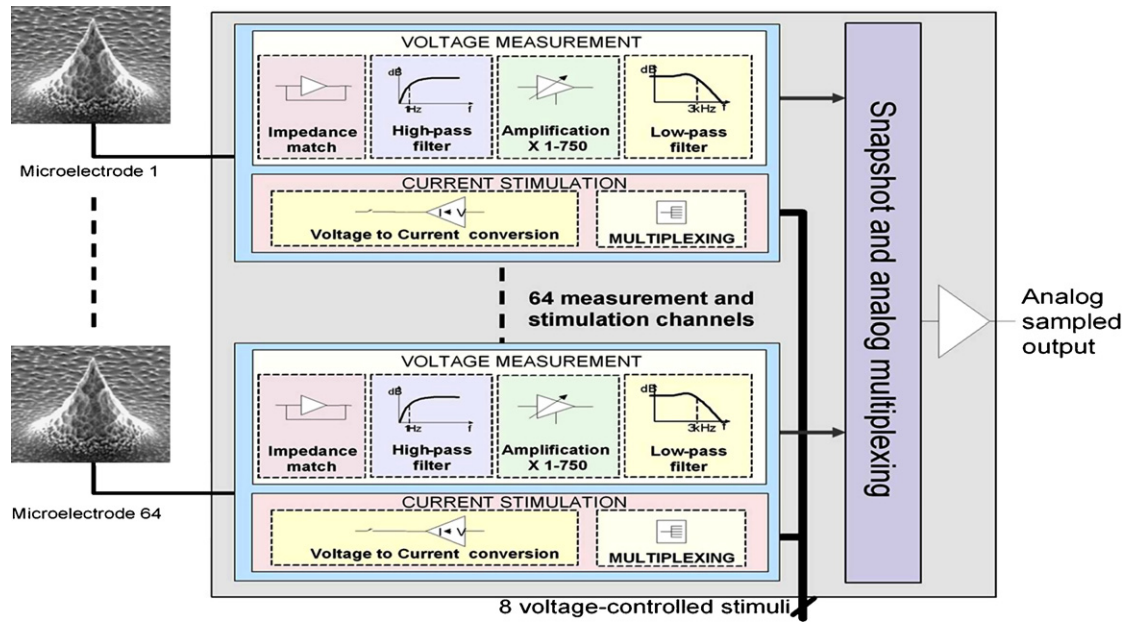 VOLTAGE MEASUREMENT
dB
1Hz
f
Impedance
match
High-pass
filter
Amplification
X 1-750
dB
3kHz
f
Low-pass
filter
Microelectrode 1
CURRENT STIMULATION
I
V
Voltage to Current conversion
MULTIPLEXING
64 measurement and
stimulation channels
Snapshot and analog multiplexing
Analog
sampled
output
VOLTAGE MEASUREMENT
dB
1Hz
f
Impedance
match
High-pass
filter
Amplification
X 1-750
dB
3kHz
f
Low-pass
filter
Microelectrode 64
CURRENT STIMULATION
I
V
Voltage to Current conversion
MULTIPLEXING
8 voltage-controlled stimuli